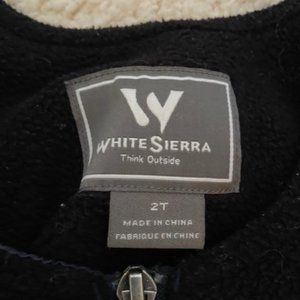 W
WHITE SIERRA
Think Outside
2T
MADE IN CHINA
FABRIQUE EN CHINE